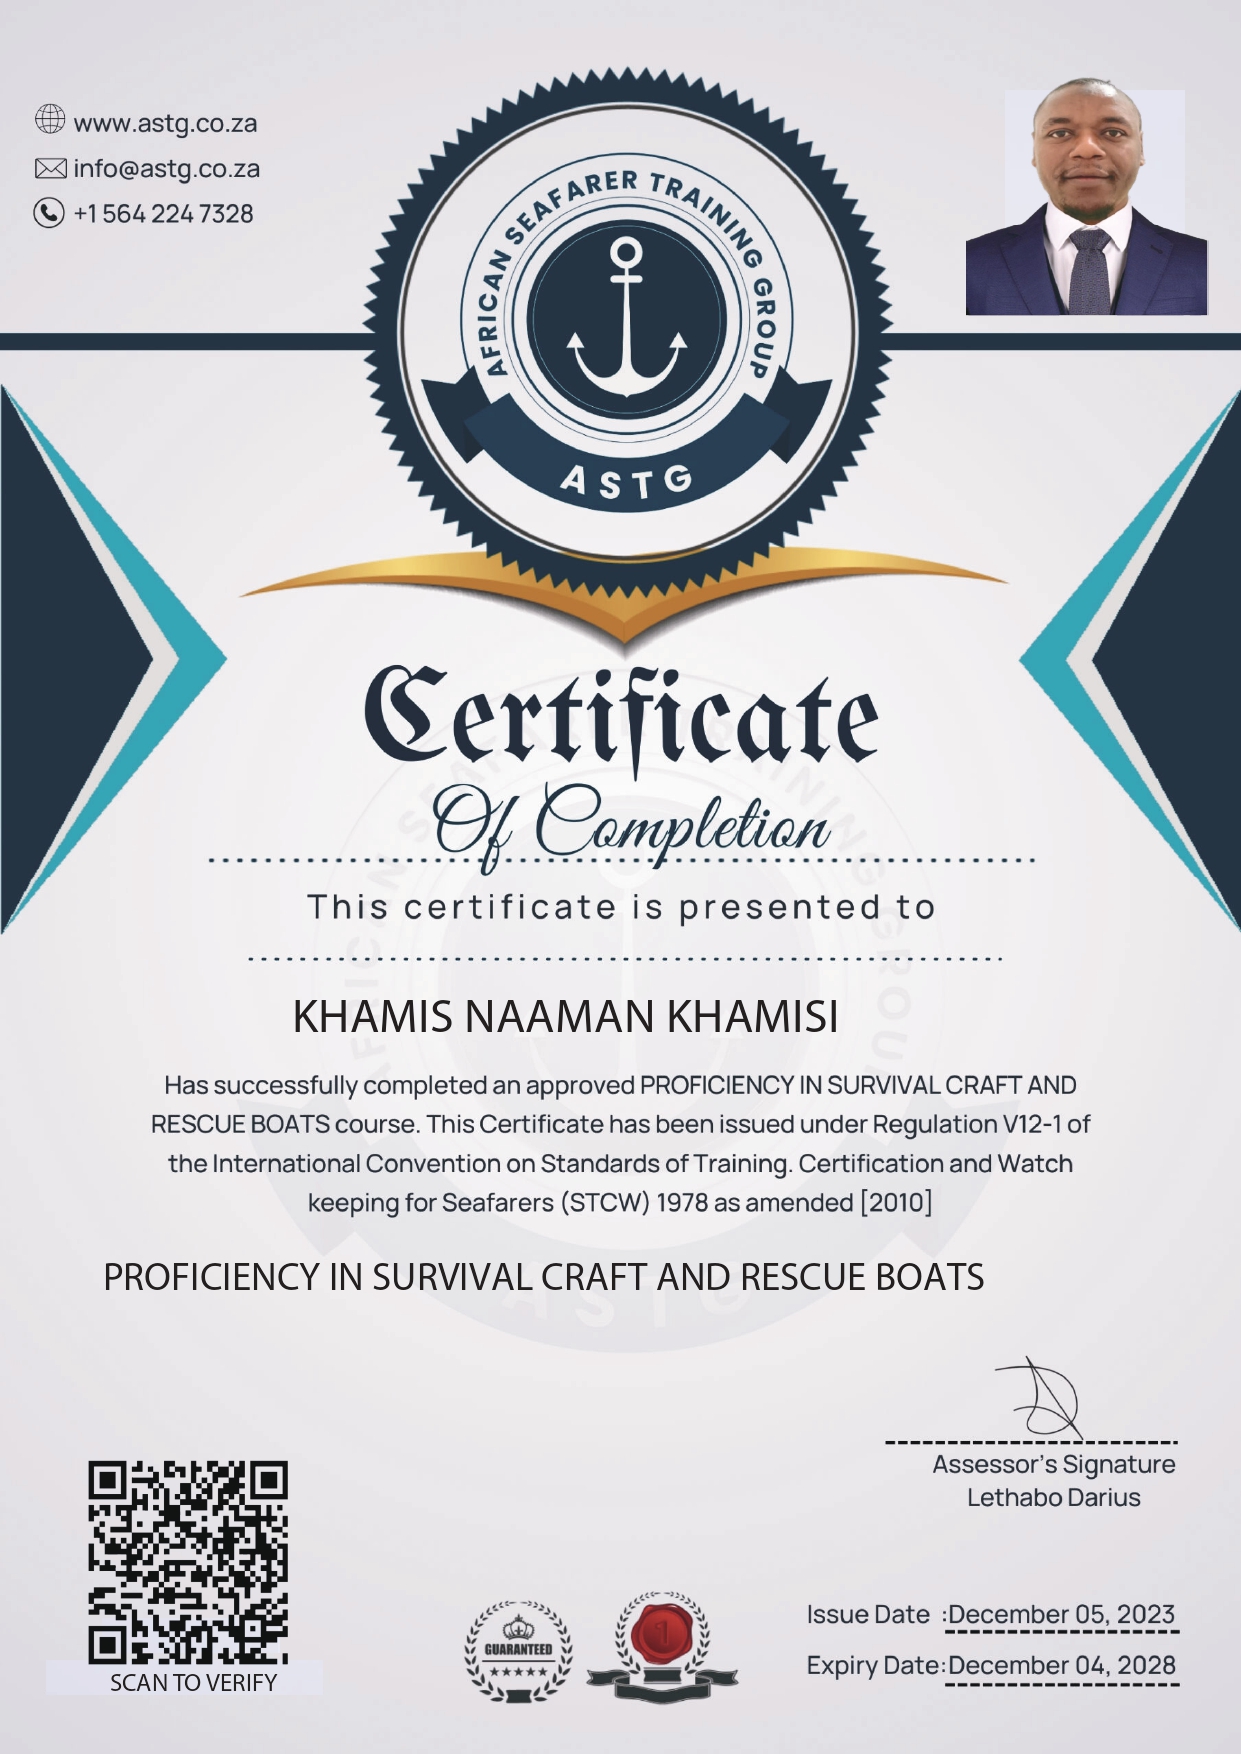 www.astg.co.za
info@astg.co.za
+1 564 224 7328
AFRICAN SEAFARER TRAINING GROUP
ASTG
Certificate
Of Completion
This certificate is presented to
KHAMIS NAAMAN KHAMISI
Has successfully completed an approved PROFICIENCY IN SURVIVAL CRAFT AND
RESCUE BOATS course. This Certificate has been issued under Regulation V12-1 of
the International Convention on Standards of Training. Certification and Watch
keeping for Seafarers (STCW) 1978 as amended [2010]
PROFICIENCY IN SURVIVAL CRAFT AND RESCUE BOATS
AFRICAN SEAFARER TRAINING GROUP
ASTG
Assessor's Signature
Lethabo Darius
SCAN TO VERIFY
GUARANTEED
1
Issue Date :December 05, 2023
Expiry Date:December 04, 2028